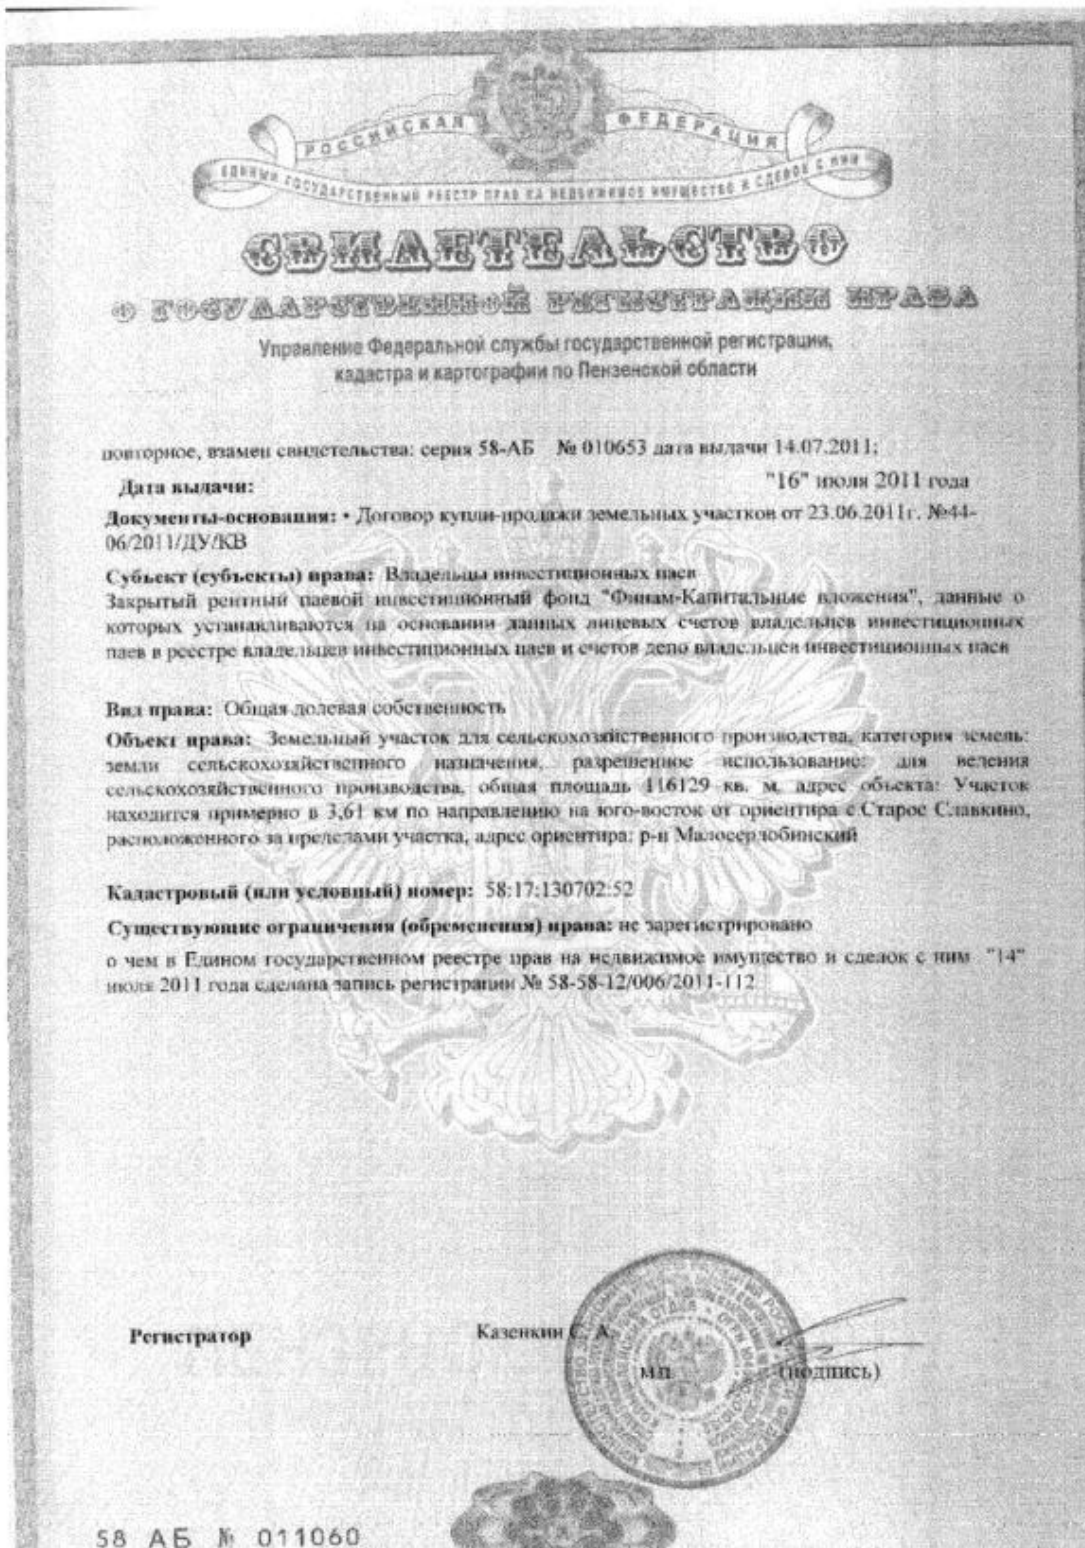 РОССИЙСКАЯ ФЕДЕРАЦИЯ
ЕДИНЫЙ ГОСУДАРСТВЕННЫЙ РЕЕСТР ПРАВ НА НЕДВИЖИМОЕ ИМУЩЕСТВО И СДЕЛОК С НИМ
СВИДЕТЕЛЬСТВО
О ГОСУДАРСТВЕННОЙ РЕГИСТРАЦИИ ПРАВА
Управление Федеральной службы государственной регистрации,
кадастра и картографии по Пензенской области
повторное, взамен свидетельства: серия 58-АБ № 010653 дата выдачи 14.07.2011;
Дата выдачи: "16" июля 2011 года
Документы-основания: • Договор купли-продажи земельных участков от 23.06.2011г. №44-
06/2011/ДУ/КВ
Субъект (субъекты) права: Владельцы инвестиционных паев
Закрытый рентный паевой инвестиционный фонд "Финам-Капитальные вложения", данные о
которых устанавливаются на основании данных лицевых счетов владельцев инвестиционных
паев в реестре владельцев инвестиционных паев и счетов депо владельцев инвестиционных паев
Вид права: Общая долевая собственность
Объект права: Земельный участок для сельскохозяйственного производства, категория земель:
земли сельскохозяйственного назначения, разрешенное использование: для ведения
сельскохозяйственного производства, общая площадь 116129 кв. м, адрес объекта: Участок
находится примерно в 3,61 км по направлению на юго-восток от ориентира с.Старое Славкино,
расположенного за пределами участка, адрес ориентира: р-н Малосердобинский
Кадастровый (или условный) номер: 58:17:130702:52
Существующие ограничения (обременения) права: не зарегистрировано
о чем в Едином государственном реестре прав на недвижимое имущество и сделок с ним "14"
июля 2011 года сделана запись регистрации № 58-58-12/006/2011-112
Регистратор Казенкин С. А.
м.п. (подпись)
58 АБ № 011060